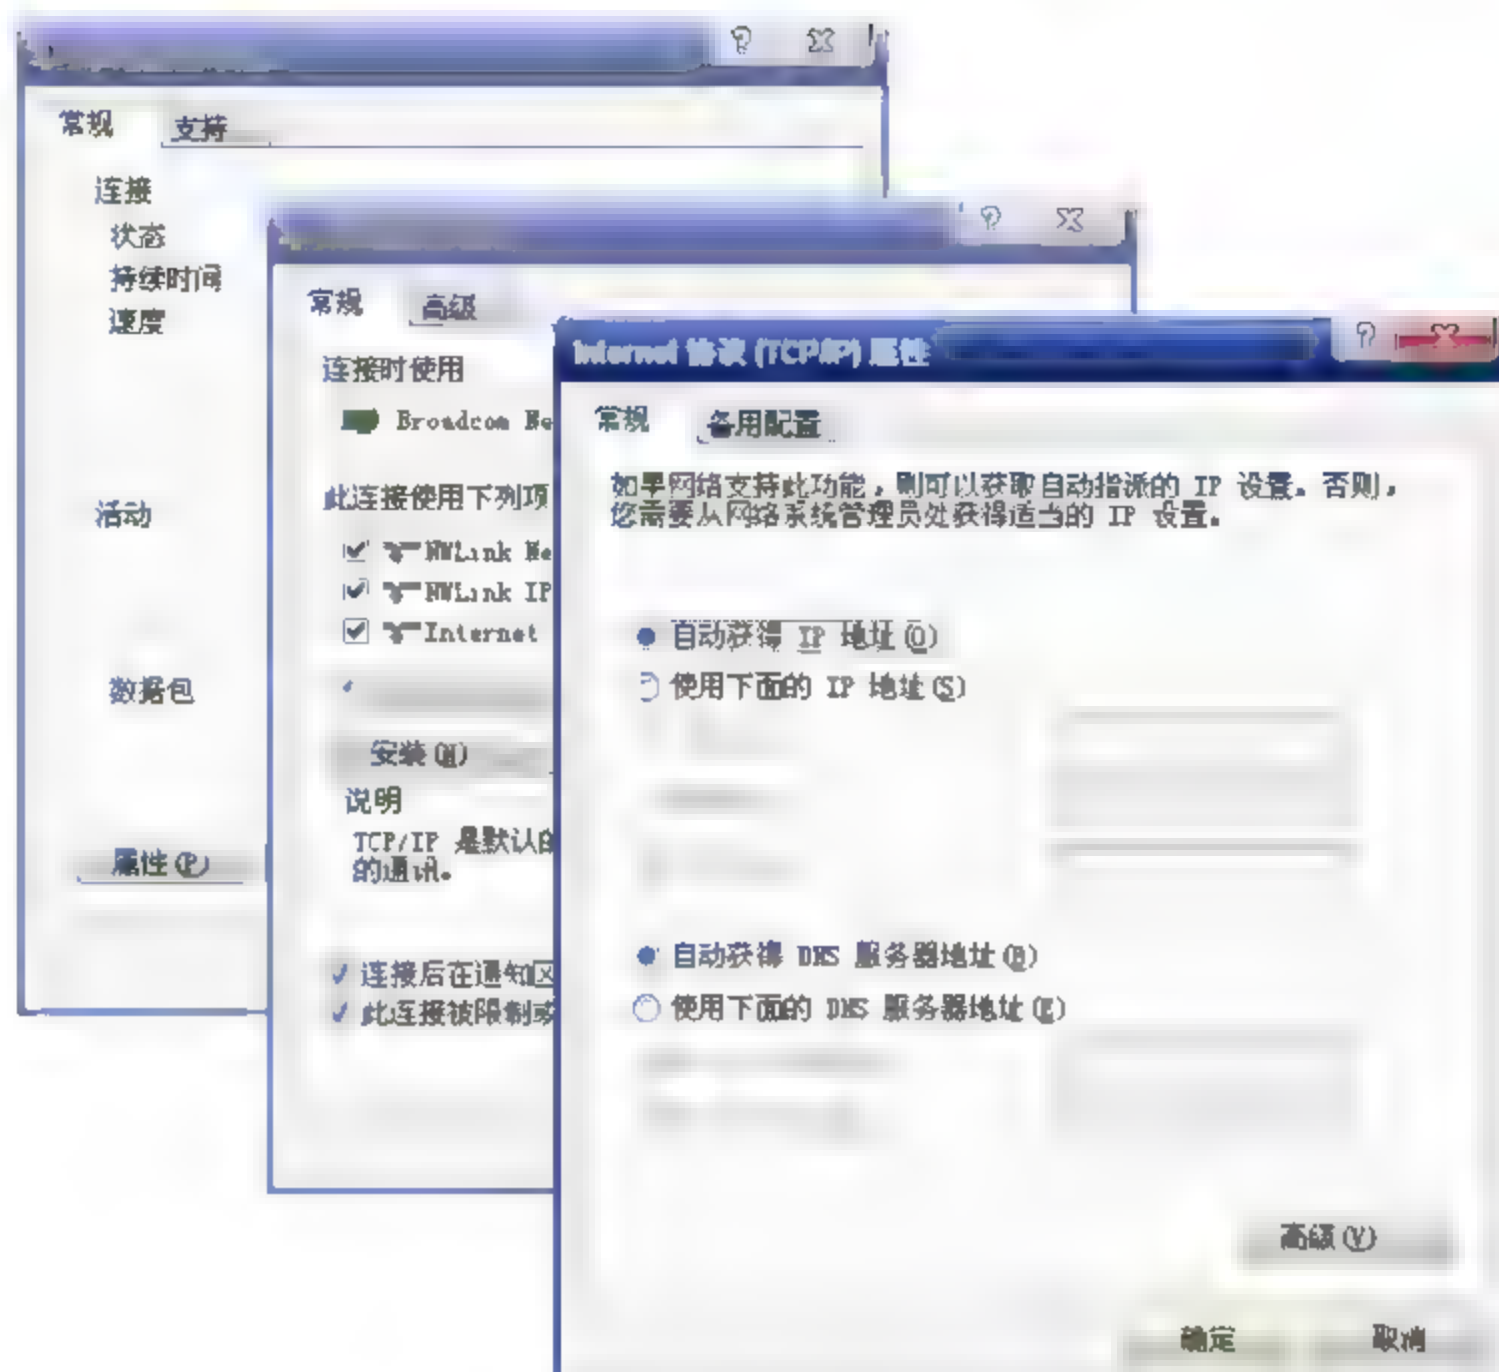 常规
支持
连接
状态
持续时间
速度
活动
数据包
属性(P)
常规
高级
连接时使用
Broadcom Ne
此连接使用下列项
NWLink Ne
NWLink IP
Internet
安装(N)
说明
TCP/IP 是默认的
的通讯。
连接后在通知区
此连接被限制或
Internet 协议 (TCP/IP) 属性
常规
备用配置
如果网络支持此功能，则可以获取自动指派的 IP 设置。否则，
您需要从网络系统管理员处获得适当的 IP 设置。
自动获得 IP 地址(O)
使用下面的 IP 地址(S)
自动获得 DNS 服务器地址(B)
使用下面的 DNS 服务器地址(E)
高级(V)
确定
取消